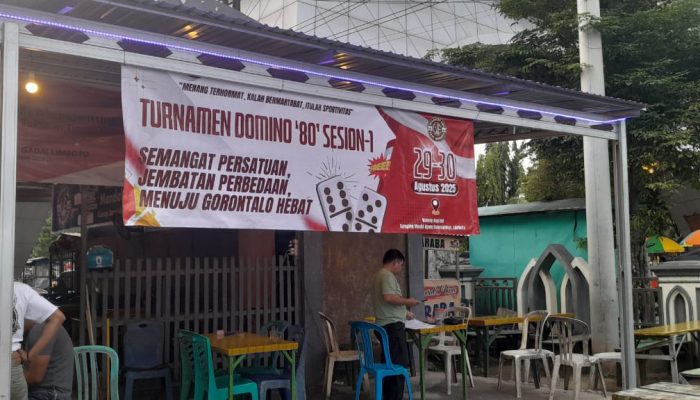 "MENANG TERHORMAT, KALAH BERMARTABAT, ITULAH SPORTIVITAS"
TURNAMEN DOMINO '80' SESION-1
SEMANGAT PERSATUAN,
JEMBATAN PERBEDAAN,
MENUJU GORONTALO HEBAT
29-30
Agustus 2025
ARABA